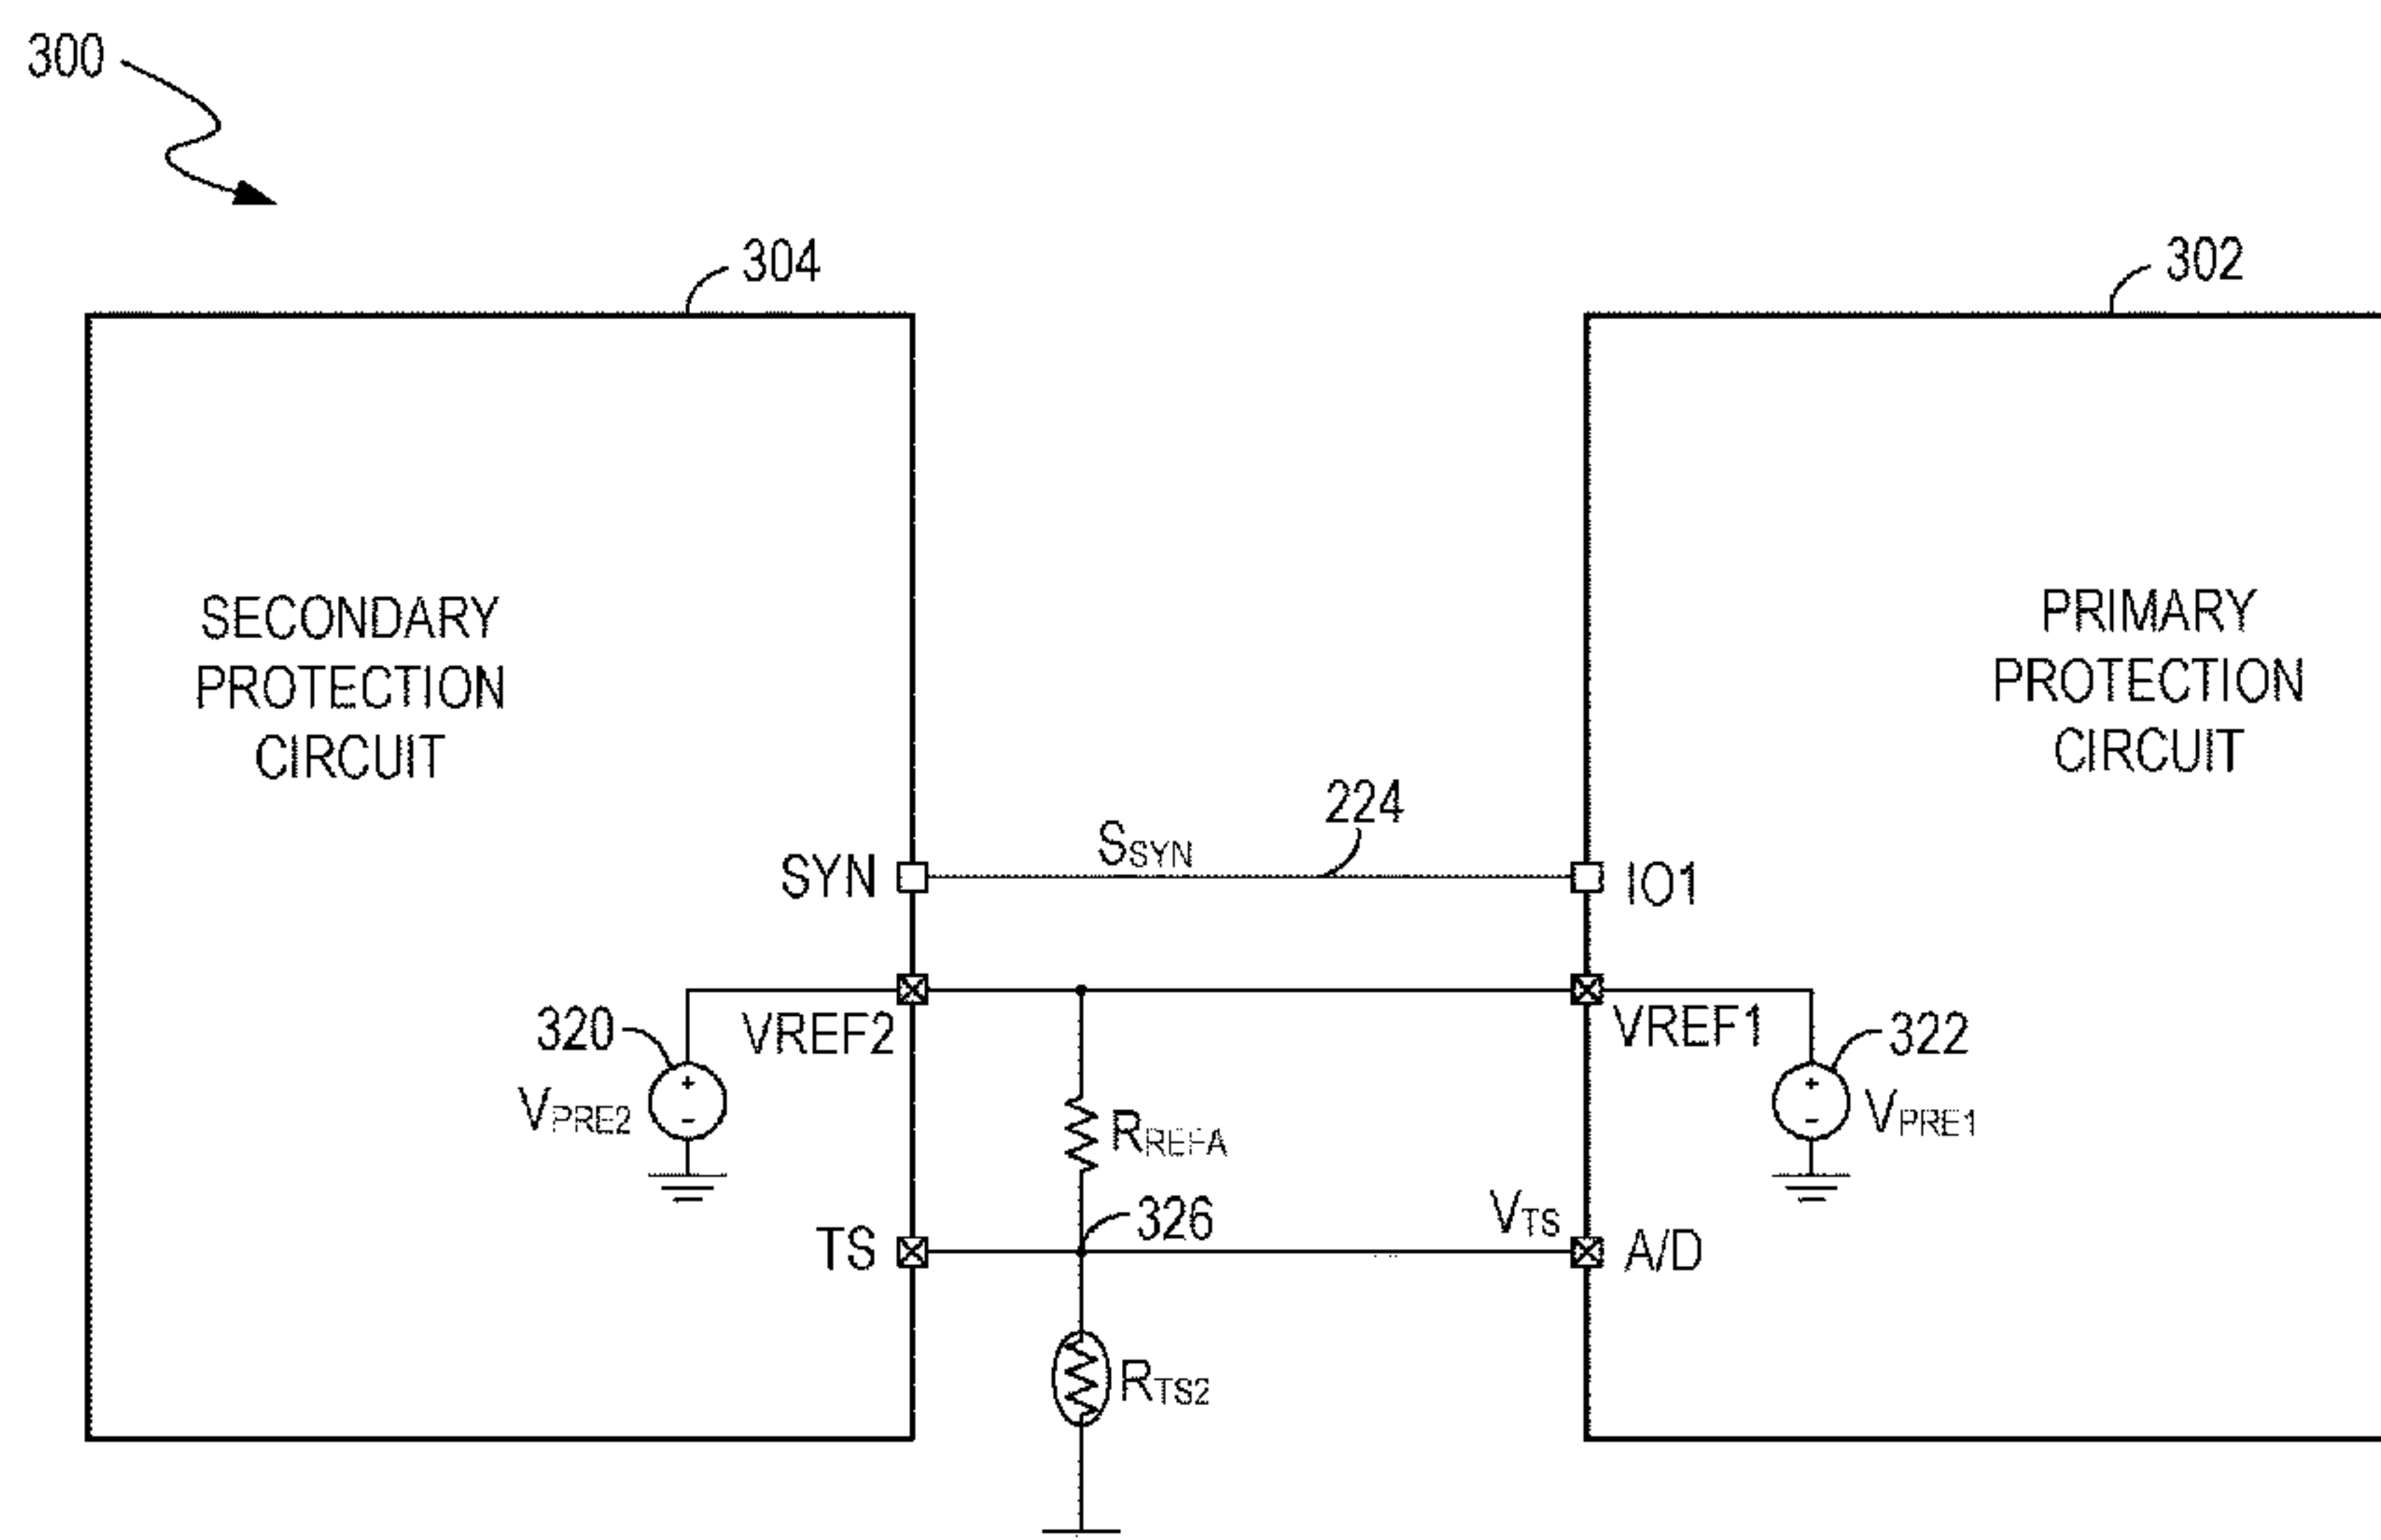 300
304
302
SECONDARY
PROTECTION
CIRCUIT
PRIMARY
PROTECTION
CIRCUIT
224
SSYN
SYN
IO1
VREF2
VREF1
320
322
VPRE2
VPRE1
+
-
+
-
RREFA
326
VTS
TS
A/D
RTS2